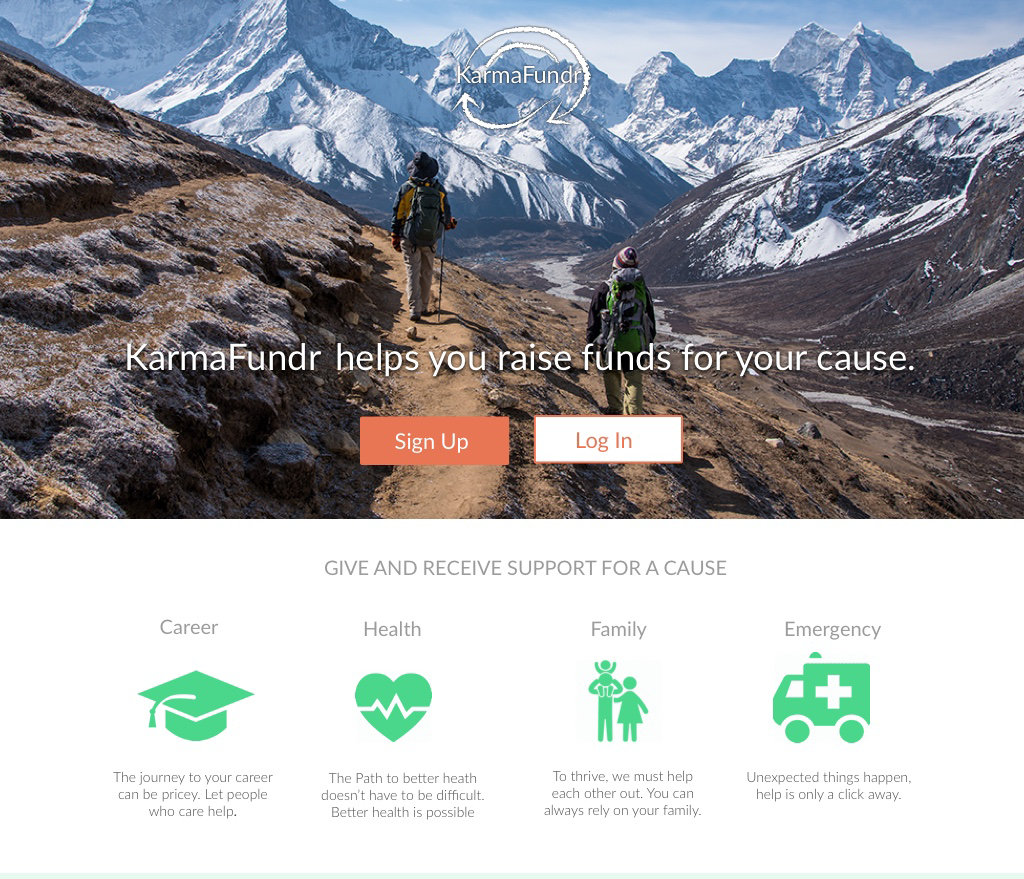 KarmaFundr
KarmaFundr helps you raise funds for your cause.
Sign Up
Log In
GIVE AND RECEIVE SUPPORT FOR A CAUSE
Career
Health
Family
Emergency
The journey to your career
can be pricey. Let people
who care help.
The Path to better heath
doesn't have to be difficult.
Better health is possible
To thrive, we must help
each other out. You can
always rely on your family.
Unexpected things happen,
help is only a click away.